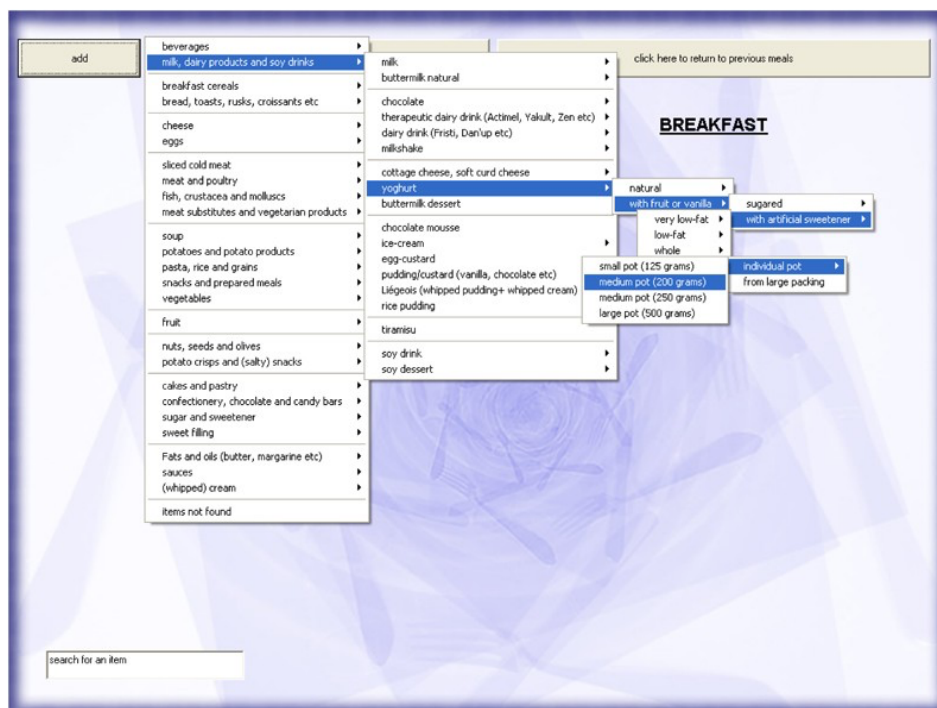 add
click here to return to previous meals
BREAKFAST
beverages
milk, dairy products and soy drinks
breakfast cereals
bread, toasts, rusks, croissants etc
cheese
eggs
sliced cold meat
meat and poultry
fish, crustacea and molluscs
meat substitutes and vegetarian products
soup
potatoes and potato products
pasta, rice and grains
snacks and prepared meals
vegetables
fruit
nuts, seeds and olives
potato crisps and (salty) snacks
cakes and pastry
confectionery, chocolate and candy bars
sugar and sweetener
sweet filling
Fats and oils (butter, margarine etc)
sauces
(whipped) cream
items not found
milk
buttermilk natural
chocolate
therapeutic dairy drink (Actimel, Yakult, Zen etc)
dairy drink (Fristi, Dan'up etc)
milkshake
cottage cheese, soft curd cheese
yoghurt
buttermilk dessert
chocolate mousse
ice-cream
egg-custard
pudding/custard (vanilla, chocolate etc)
Liégeois (whipped pudding+ whipped cream)
rice pudding
tiramisu
soy drink
soy dessert
natural
with fruit or vanilla
very low-fat
low-fat
whole
sugared
with artificial sweetener
individual pot
from large packing
small pot (125 grams)
medium pot (200 grams)
medium pot (250 grams)
large pot (500 grams)
search for an item